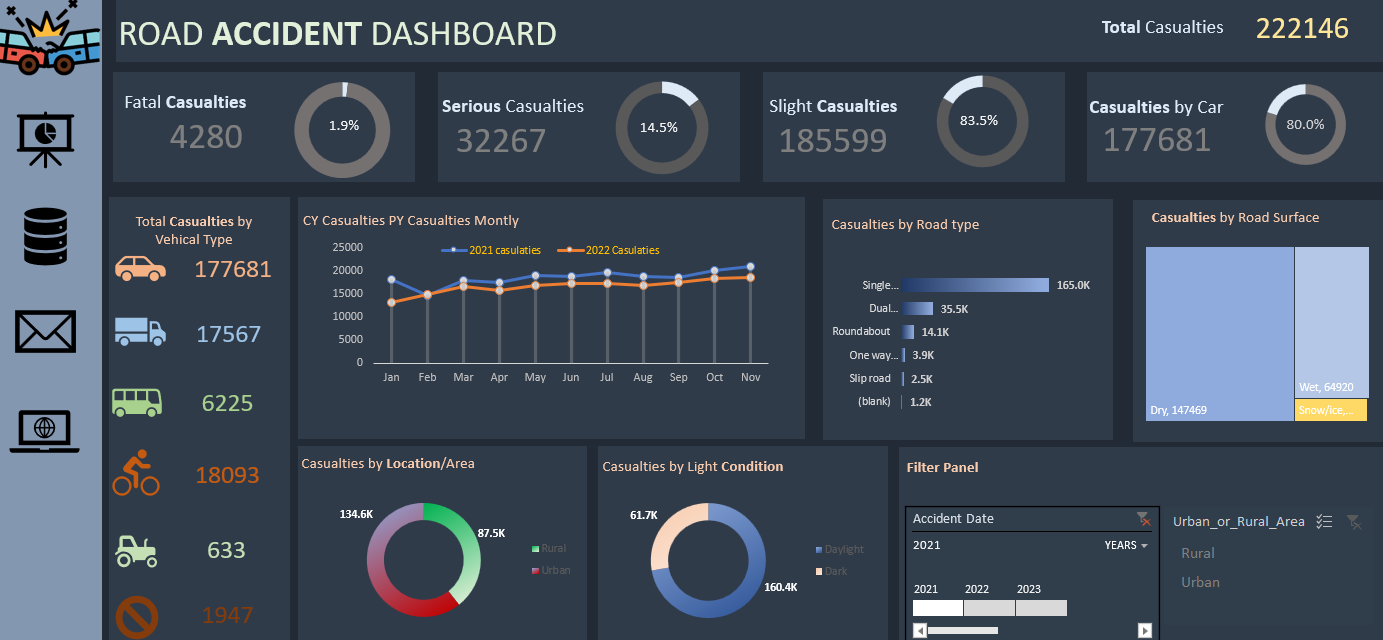 ROAD ACCIDENT DASHBOARD
Total Casualties
222146
Fatal Casualties
4280
1.9%
Serious Casualties
32267
14.5%
Slight Casualties
185599
83.5%
Casualties by Car
177681
80.0%
Total Casualties by
Vehical Type
177681
17567
6225
18093
633
1947
CY Casualties PY Casualties Montly
2021 casulaties
2022 Casulaties
25000
20000
15000
10000
5000
0
Jan Feb Mar Apr May Jun Jul Aug Sep Oct Nov
Casualties by Road type
Single... 165.0K
Dual... 35.5K
Roundabout 14.1K
One way... 3.9K
Slip road 2.5K
(blank) 1.2K
Casualties by Road Surface
Dry, 147469
Wet, 64920
Snow/ice,...
Casualties by Location/Area
134.6K
87.5K
Rural
Urban
Casualties by Light Condition
61.7K
160.4K
Daylight
Dark
Filter Panel
Accident Date
2021
YEARS
2021 2022 2023
Urban_or_Rural_Area
Rural
Urban